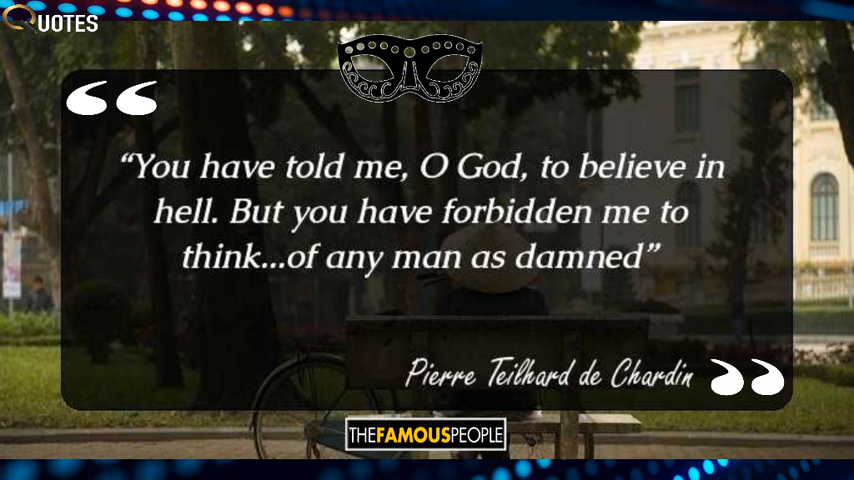 QUOTES
“You have told me, O God, to believe in
hell. But you have forbidden me to
think...of any man as damned”
Pierre Teilhard de Chardin
THEFAMOUSPEOPLE